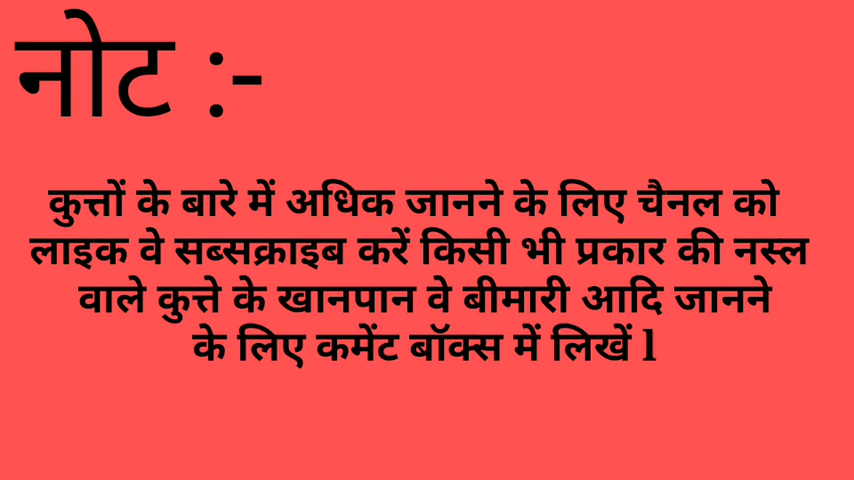 नोट :-
कुत्तों के बारे में अधिक जानने के लिए चैनल को
लाइक वे सब्सक्राइब करें किसी भी प्रकार की नस्ल
वाले कुत्ते के खानपान वे बीमारी आदि जानने
के लिए कमेंट बॉक्स में लिखें l